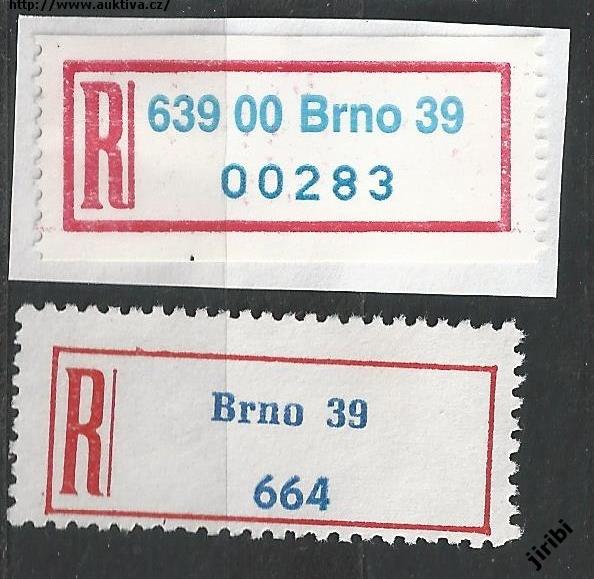 http://www.auktiva.cz/
R 639 00 Brno 39
00283
R Brno 39
664
jiribi